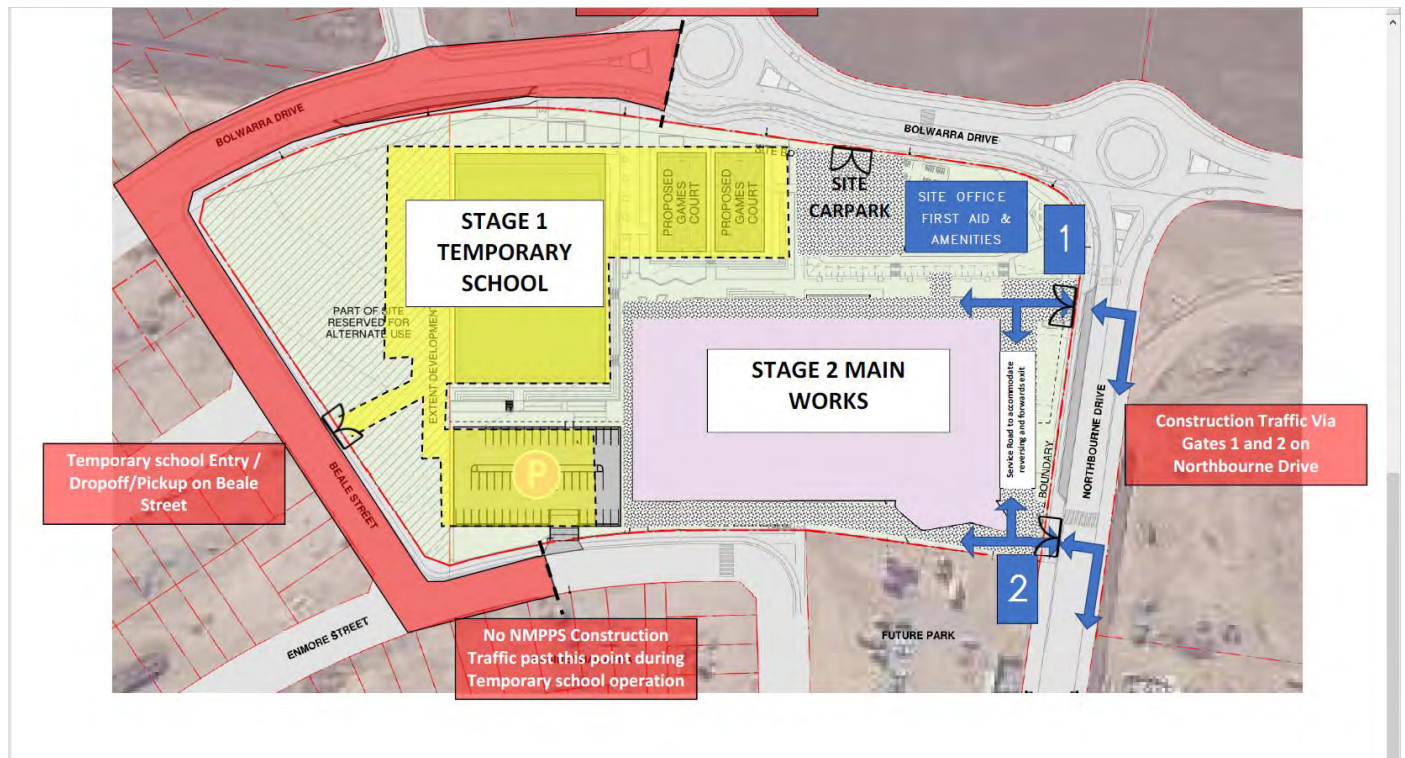 BOLWARRA DRIVE
BOLWARRA DRIVE
SITE
CARPARK
SITE OFFICE
FIRST AID &
AMENITIES
1
PROPOSED
GAMES
COURT
PROPOSED
GAMES
COURT
STAGE 1
TEMPORARY
SCHOOL
PART OF SITE
RESERVED FOR
ALTERNATE USE
EXTENT DEVELOPMENT
STAGE 2 MAIN
WORKS
Service Road to accommodate
reversing and forwards exit
BOUNDARY
NORTHBOURNE DRIVE
Construction Traffic Via
Gates 1 and 2 on
Northbourne Drive
Temporary school Entry /
Dropoff/Pickup on Beale
Street
BEALE STREET
P
2
ENMORE STREET
No NMPPS Construction
Traffic past this point during
Temporary school operation
FUTURE PARK